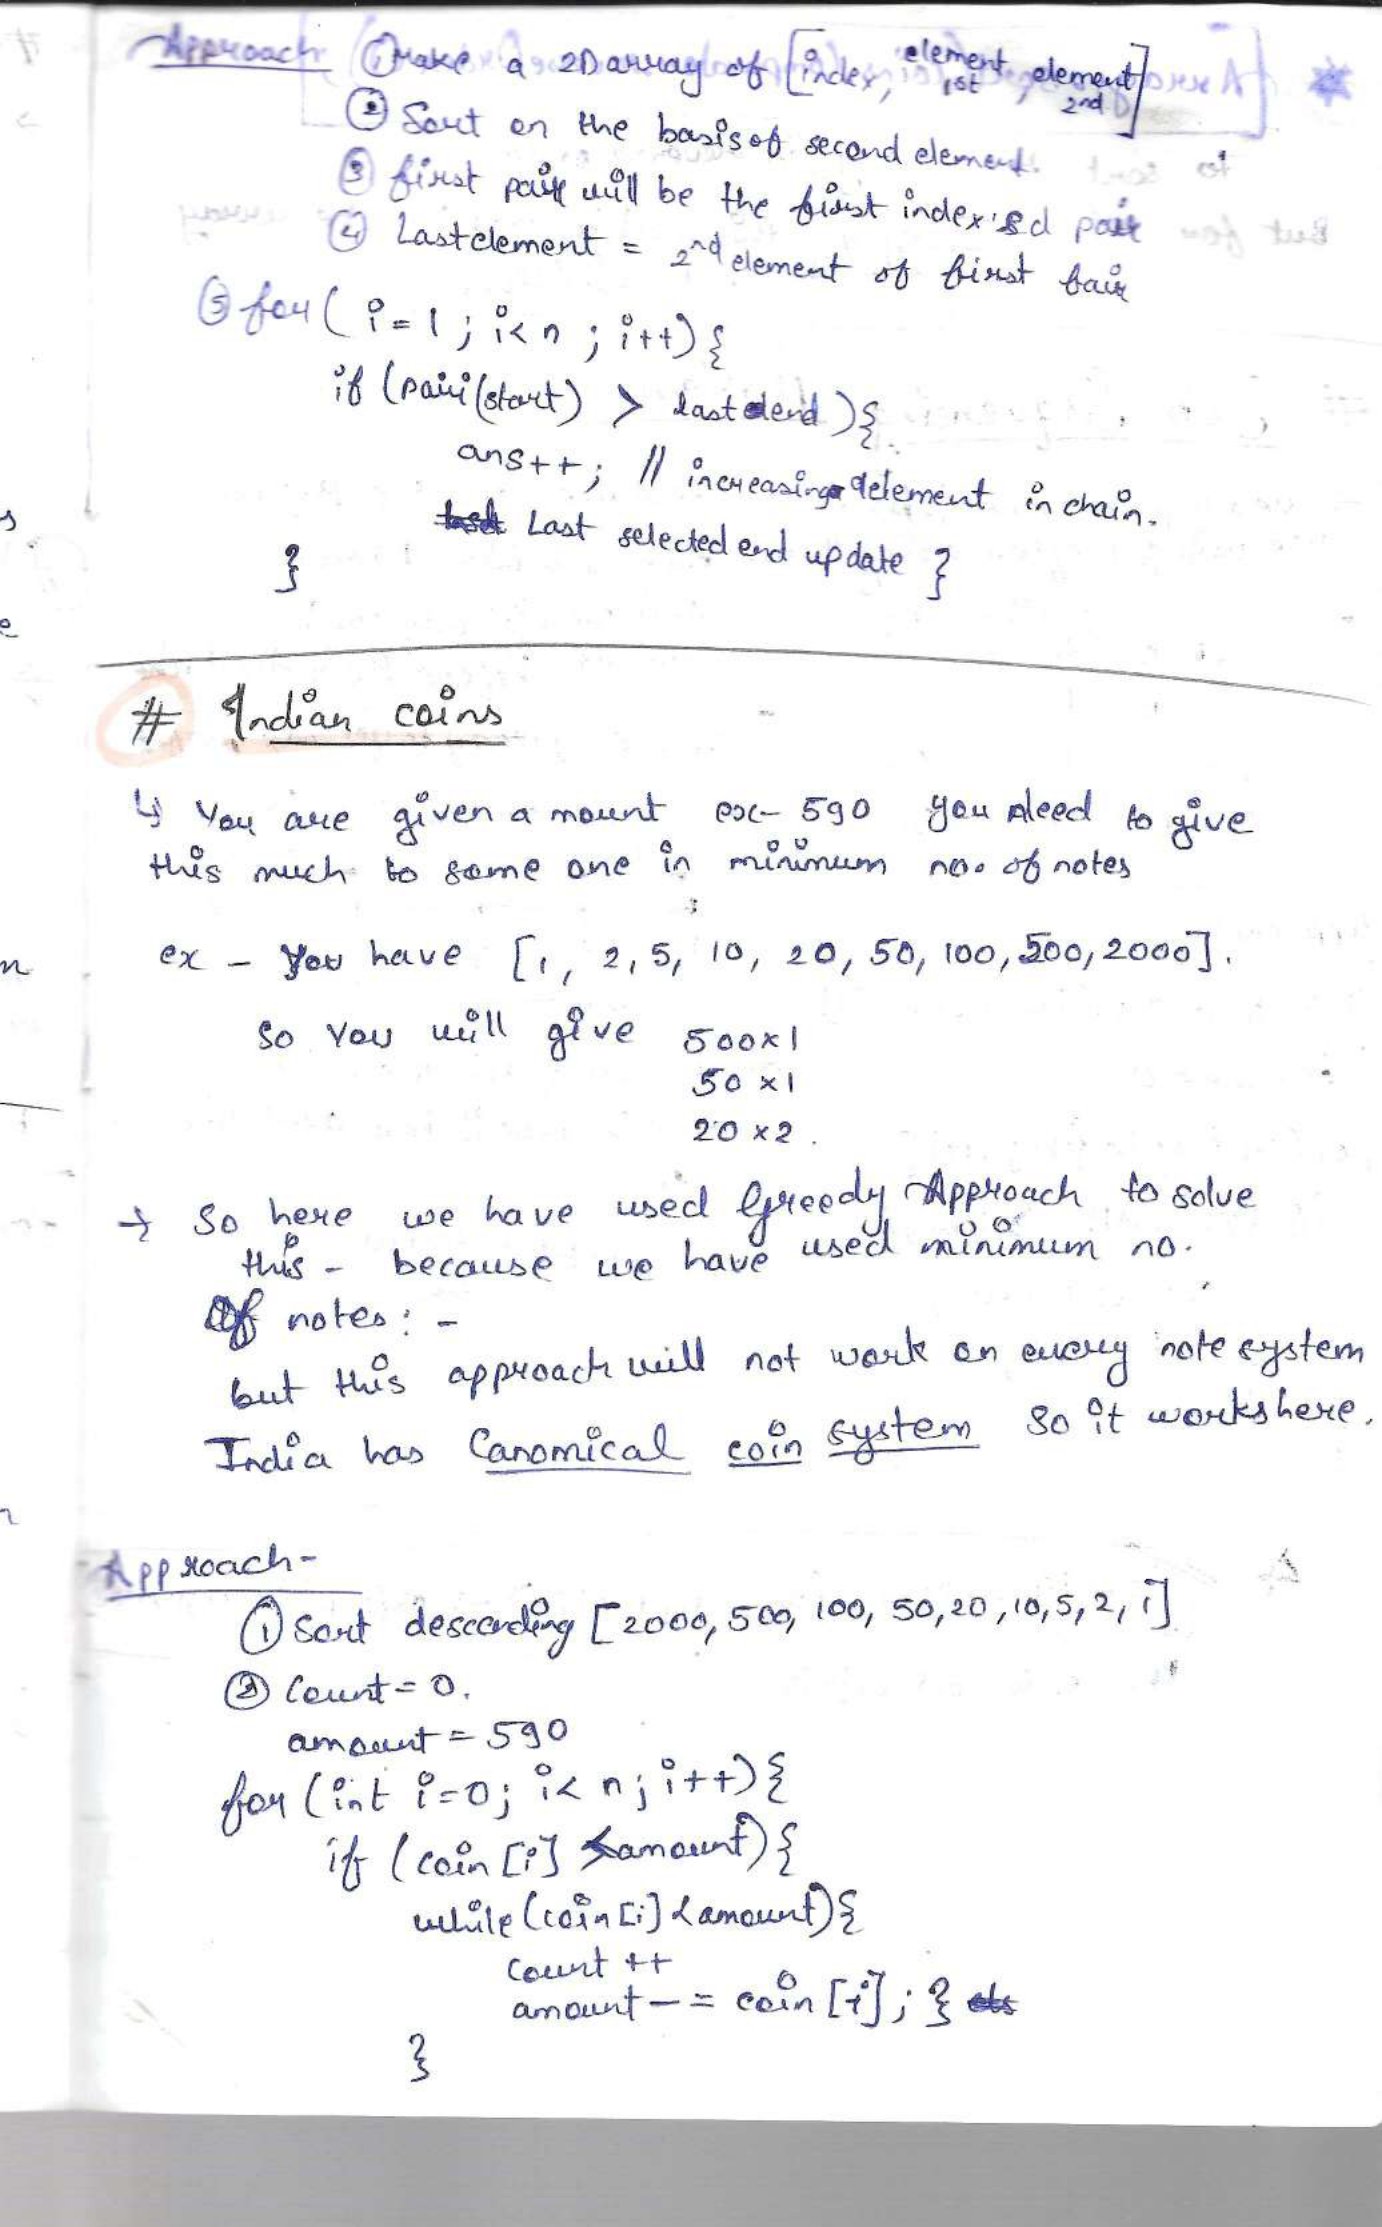 Approach ① make a 2D array of [index, element 1st, element 2nd]
② Sort on the basis of second element.
③ first pair will be the first index'ed pair
④ Last element = 2nd element of first pair
⑤ for ( i = 1 ; i < n ; i++) {
if (pair(start) > last end ) {
ans++; // increasing element in chain.
Last selected end update }
}
# Indian coins
↳ You are given a mount ex- 590 you need to give
this much to some one in minimum no. of notes
ex - You have [1, 2, 5, 10, 20, 50, 100, 500, 2000].
So You will give 500x1
50 x1
20 x2.
→ So here we have used Greedy Approach to solve
this - because we have used minimum no.
Of notes: -
but this approach will not work on every note system
India has Canomical coin system So it works here.
Approach-
① Sort descending [2000, 500, 100, 50, 20, 10, 5, 2, 1]
② Count = 0.
amount = 590
for (int i=0; i < n; i++) {
if (coin [i] < amount) {
while (coin [i] < amount) {
count ++
amount -= coin [i]; }
}